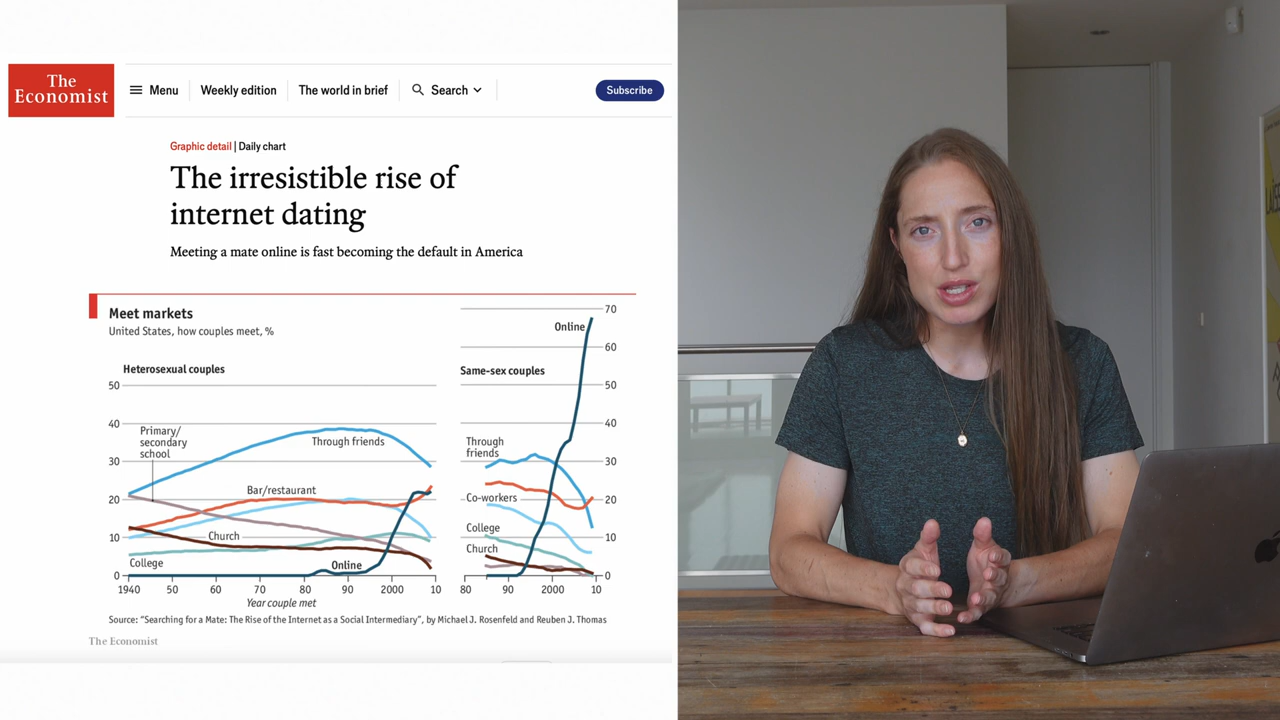 The
Economist
Menu
Weekly edition
The world in brief
Search
Subscribe
Graphic detail | Daily chart
The irresistible rise of
internet dating
Meeting a mate online is fast becoming the default in America
Meet markets
United States, how couples meet, %
Heterosexual couples
50
40
30
20
10
0
Primary/
secondary
school
Through friends
Bar/restaurant
Church
College
Online
1940 50 60 70 80 90 2000 10
Year couple met
Same-sex couples
70
60
50
40
30
20
10
0
Online
Through
friends
Co-workers
College
Church
80 90 2000 10
Source: “Searching for a Mate: The Rise of the Internet as a Social Intermediary”, by Michael J. Rosenfeld and Reuben J. Thomas
The Economist